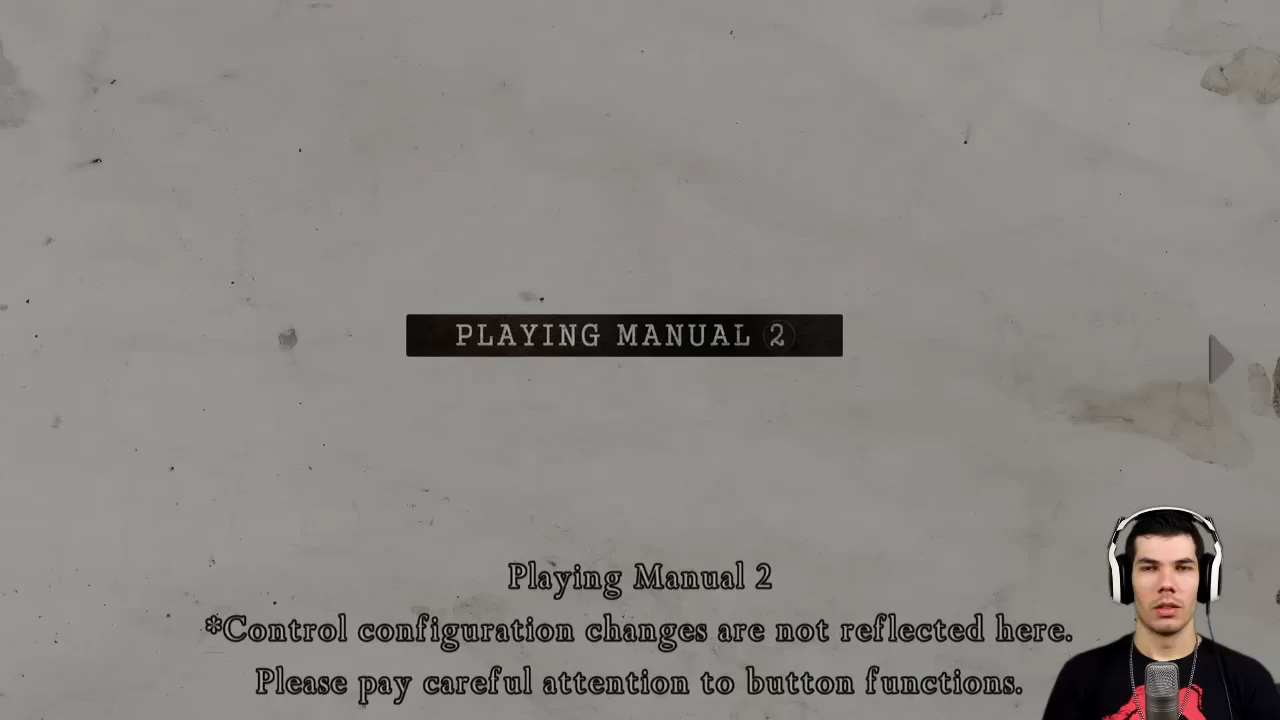 PLAYING MANUAL 2
Playing Manual 2
*Control configuration changes are not reflected here.
Please pay careful attention to button functions.